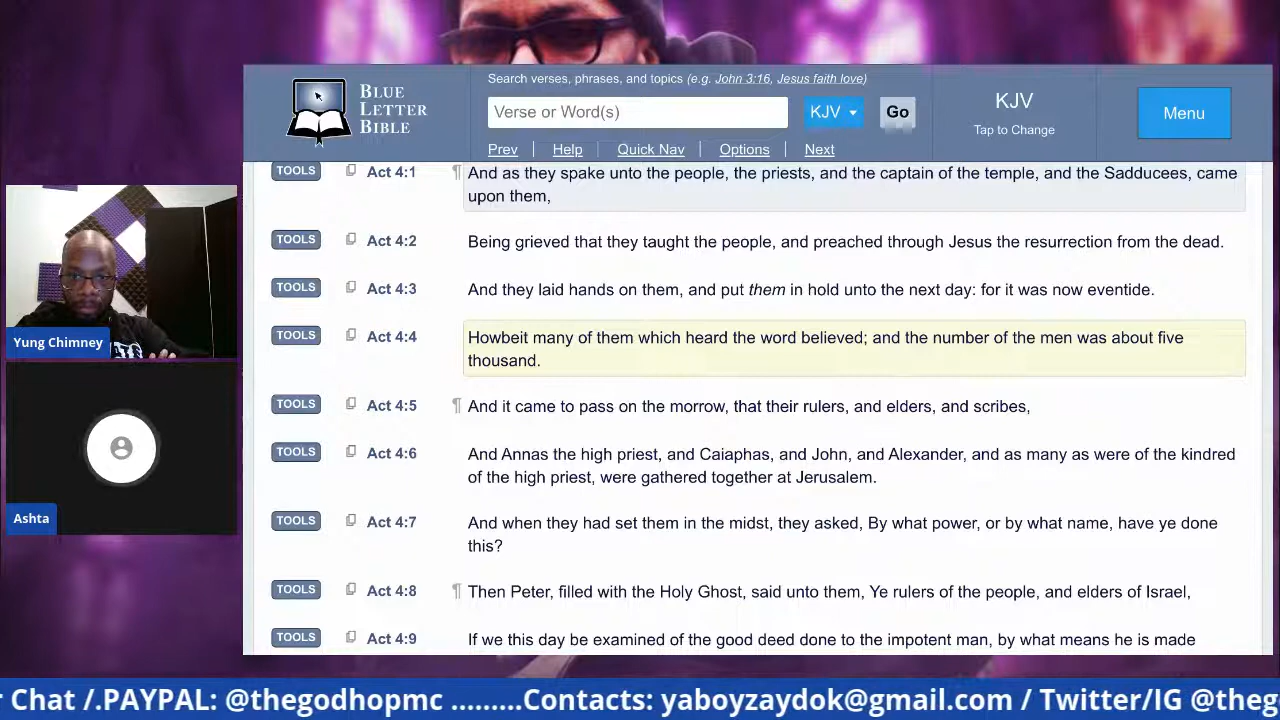 Search verses, phrases, and topics (e.g. John 3:16, Jesus faith love)
BLUE
LETTER
BIBLE
Verse or Word(s)
KJV
Go
KJV
Tap to Change
Menu
Prev
Help
Quick Nav
Options
Next
TOOLS Act 4:1 ¶ And as they spake unto the people, the priests, and the captain of the temple, and the Sadducees, came
upon them,
TOOLS Act 4:2 Being grieved that they taught the people, and preached through Jesus the resurrection from the dead.
TOOLS Act 4:3 And they laid hands on them, and put them in hold unto the next day: for it was now eventide.
TOOLS Act 4:4 Howbeit many of them which heard the word believed; and the number of the men was about five
thousand.
TOOLS Act 4:5 ¶ And it came to pass on the morrow, that their rulers, and elders, and scribes,
TOOLS Act 4:6 And Annas the high priest, and Caiaphas, and John, and Alexander, and as many as were of the kindred
of the high priest, were gathered together at Jerusalem.
TOOLS Act 4:7 And when they had set them in the midst, they asked, By what power, or by what name, have ye done
this?
TOOLS Act 4:8 ¶ Then Peter, filled with the Holy Ghost, said unto them, Ye rulers of the people, and elders of Israel,
TOOLS Act 4:9 If we this day be examined of the good deed done to the impotent man, by what means he is made
Yung Chimney
Ashta
r Chat /.PAYPAL: @thegodhopmc .........Contacts: yaboyzaydok@gmail.com / Twitter/IG @theg